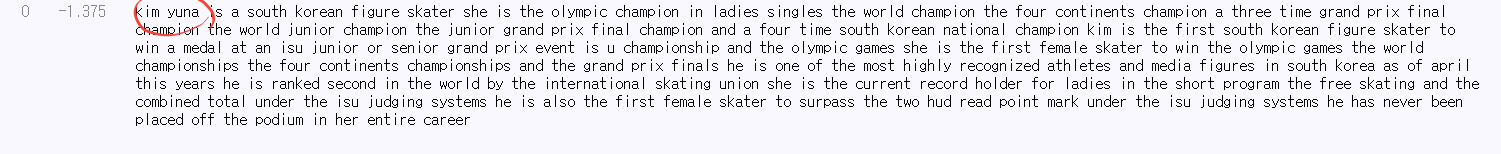 0 -1.375 kim yuna is a south korean figure skater she is the olympic champion in ladies singles the world champion the four continents champion a three time grand prix final
champion the world junior champion the junior grand prix final champion and a four time south korean national champion kim is the first south korean figure skater to
win a medal at an isu junior or senior grand prix event is u championship and the olympic games she is the first female skater to win the olympic games the world
championships the four continents championships and the grand prix finals he is one of the most highly recognized athletes and media figures in south korea as of april
this years he is ranked second in the world by the international skating union she is the current record holder for ladies in the short program the free skating and the
combined total under the isu judging systems he is also the first female skater to surpass the two hud read point mark under the isu judging systems he has never been
placed off the podium in her entire career